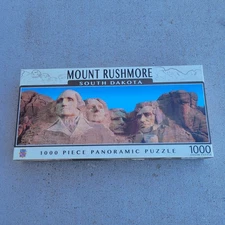 MOUNT RUSHMORE
SOUTH DAKOTA
1000 PIECE PANORAMIC PUZZLE
1000